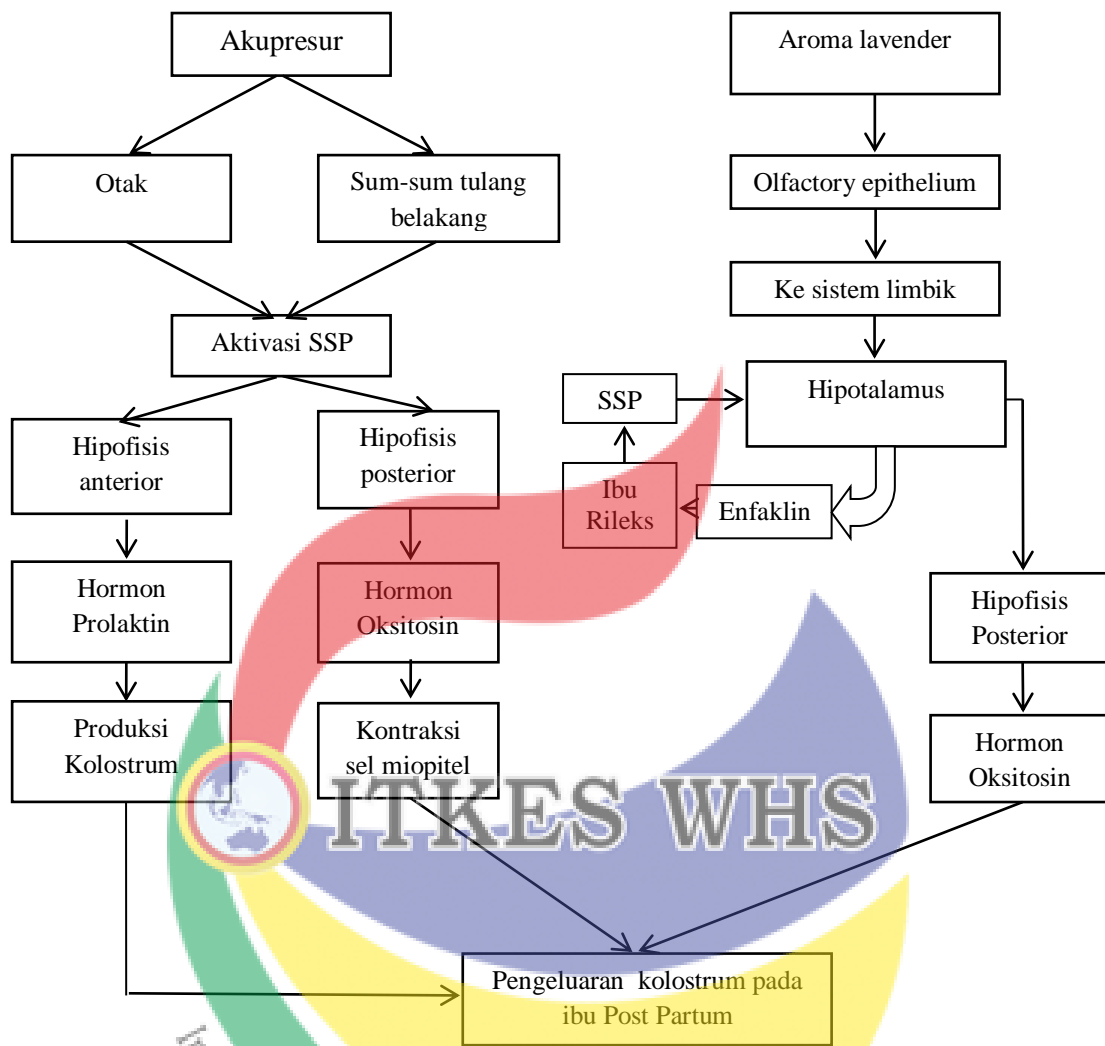 Akupresur
Aroma lavender
Otak
Sum-sum tulang
belakang
Olfactory epithelium
Ke sistem limbik
Aktivasi SSP
SSP
Hipotalamus
Hipofisis
anterior
Hipofisis
posterior
Ibu
Rileks
Enfaklin
Hormon
Prolaktin
Hormon
Oksitosin
Hipofisis
Posterior
Produksi
Kolostrum
Kontraksi
sel miopitel
Hormon
Oksitosin
ITKES WHS
Pengeluaran kolostrum pada
ibu Post Partum